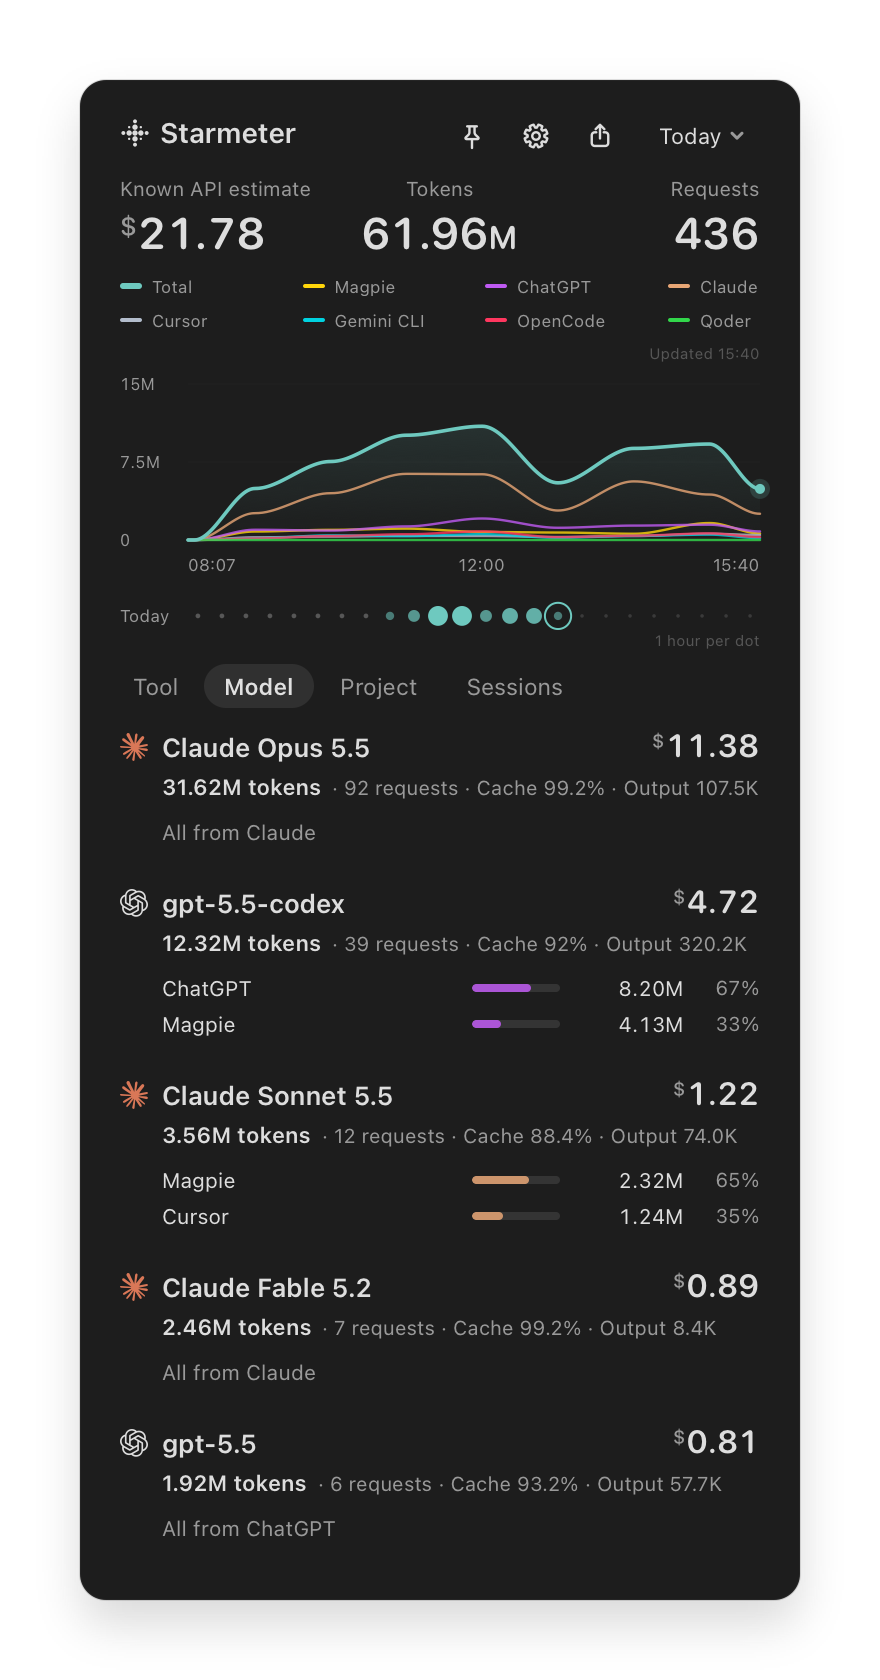 Starmeter Today
Known API estimate Tokens Requests
$21.78 61.96M 436
Total Magpie ChatGPT Claude
Cursor Gemini CLI OpenCode Qoder
Updated 15:40
15M
7.5M
0
08:07 12:00 15:40
Today
1 hour per dot
Tool Model Project Sessions
Claude Opus 5.5 $11.38
31.62M tokens · 92 requests · Cache 99.2% · Output 107.5K
All from Claude
gpt-5.5-codex $4.72
12.32M tokens · 39 requests · Cache 92% · Output 320.2K
ChatGPT 8.20M 67%
Magpie 4.13M 33%
Claude Sonnet 5.5 $1.22
3.56M tokens · 12 requests · Cache 88.4% · Output 74.0K
Magpie 2.32M 65%
Cursor 1.24M 35%
Claude Fable 5.2 $0.89
2.46M tokens · 7 requests · Cache 99.2% · Output 8.4K
All from Claude
gpt-5.5 $0.81
1.92M tokens · 6 requests · Cache 93.2% · Output 57.7K
All from ChatGPT